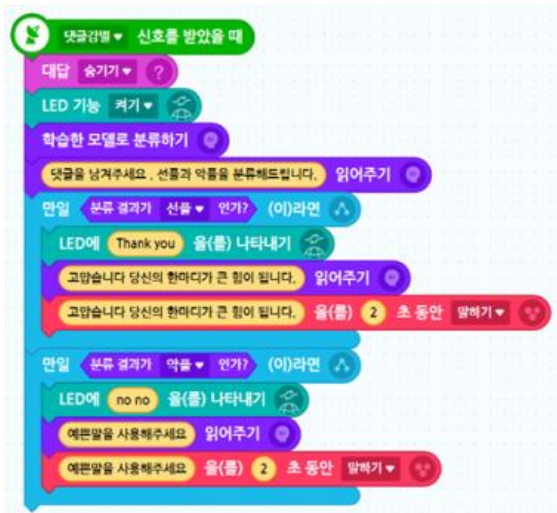 댓글감별 신호를 받았을 때
대답 숨기기 ?
LED 기능 켜기
학습한 모델로 분류하기
댓글을 남겨주세요 , 선플과 악플을 분류해드립니다. 읽어주기
만일 분류 결과가 선플 인가? (이)라면
LED에 Thank you 을(를) 나타내기
고맙습니다 당신의 한마디가 큰 힘이 됩니다. 읽어주기
고맙습니다 당신의 한마디가 큰 힘이 됩니다. 을(를) 2 초 동안 말하기
만일 분류 결과가 악플 인가? (이)라면
LED에 no no 을(를) 나타내기
예쁜말을 사용해주세요 읽어주기
예쁜말을 사용해주세요 을(를) 2 초 동안 말하기